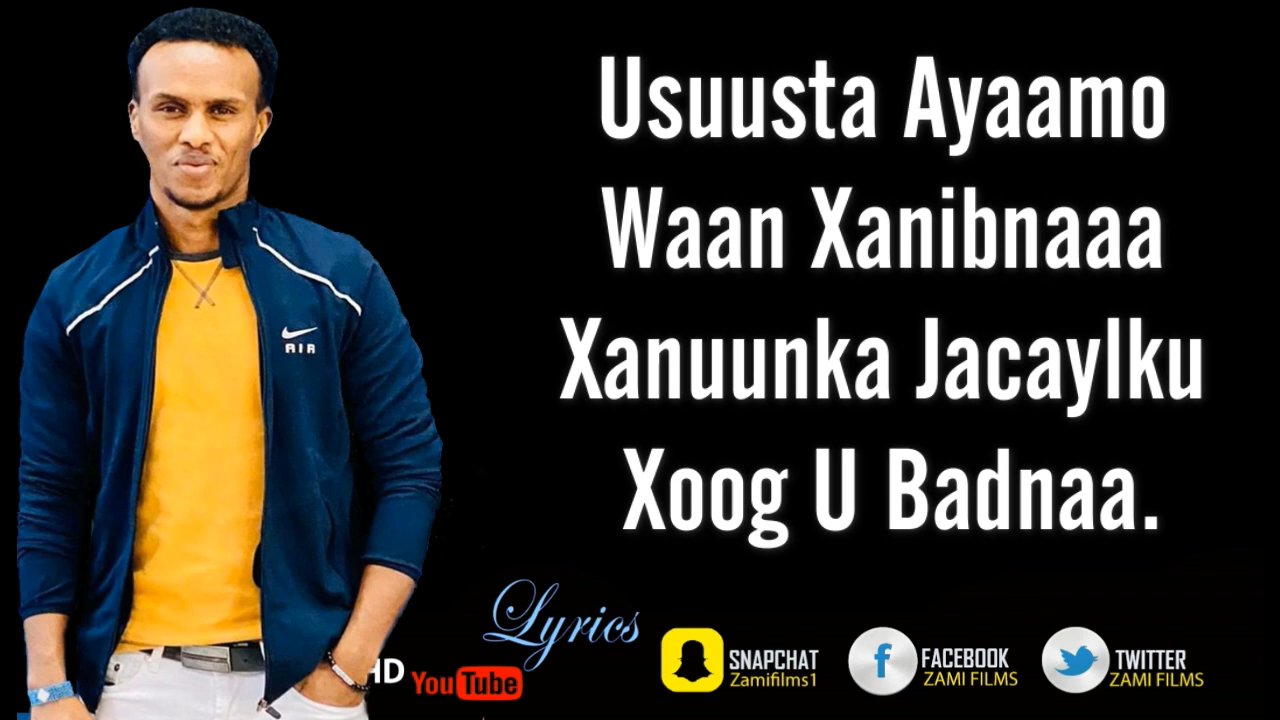 Usuusta Ayaamo
Waan Xanibnaaa
Xanuunka Jacaylku
Xoog U Badnaa.
AIR
Lyrics
HD YouTube
SNAPCHAT
Zamifilms1
FACEBOOK
ZAMI FILMS
TWITTER
ZAMI FILMS